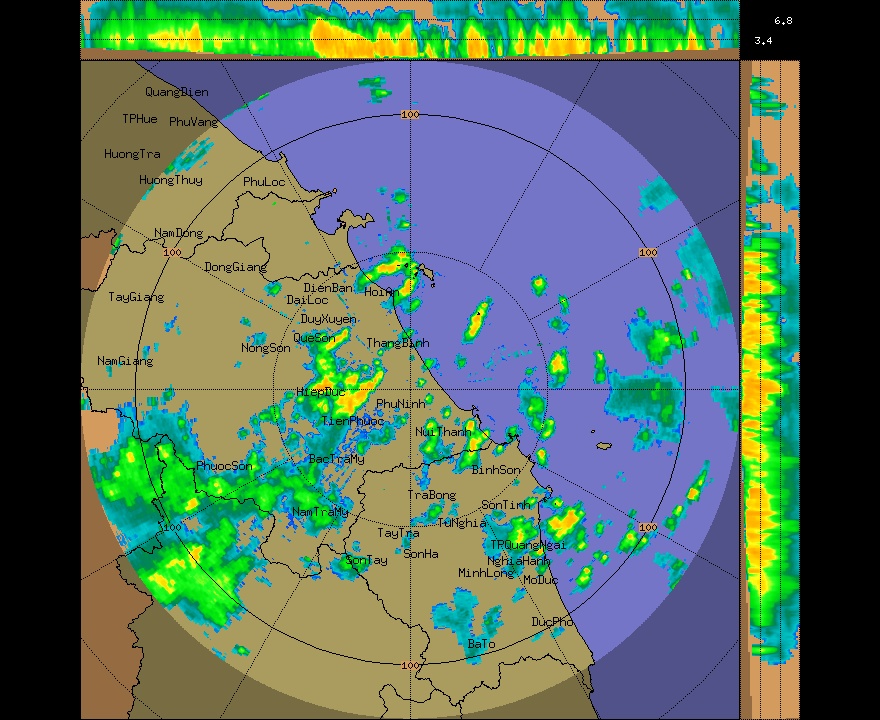 6.8
3.4
QuangDien
100
TPHue PhuVang
HuongTra
HuongThuy
PhuLoc
NamDong
100
100
DongGiang
DienBan
HoiAn
TayGiang
DaiLoc
DuyXuyen
QueSon
ThangBinh
NongSon
NamGiang
HiepDuc
PhuNinh
TienPhuoc
NuiThanh
BacTraMy
PhuocSon
BinhSon
TraBong
SonTinh
NamTraMy
TuNghia
100
100
TayTra
TPQuangNgai
SonHa
SonTay
NghiaHanh
MinhLong
MoDuc
DucPho
BaTo
100